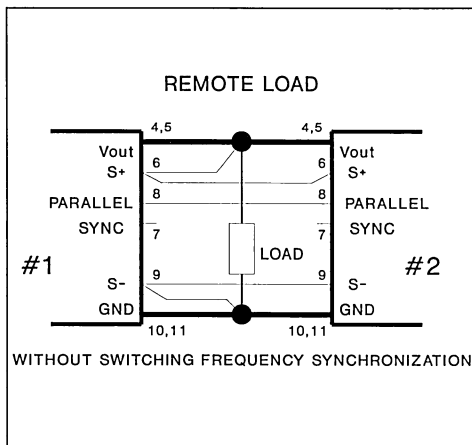 REMOTE LOAD
4,5 4,5
Vout Vout
6 6
S+ S+
8 8
PARALLEL PARALLEL
SYNC SYNC
7 7
LOAD
#1 #2
9 9
S- S-
GND GND
10,11 10,11
WITHOUT SWITCHING FREQUENCY SYNCHRONIZATION